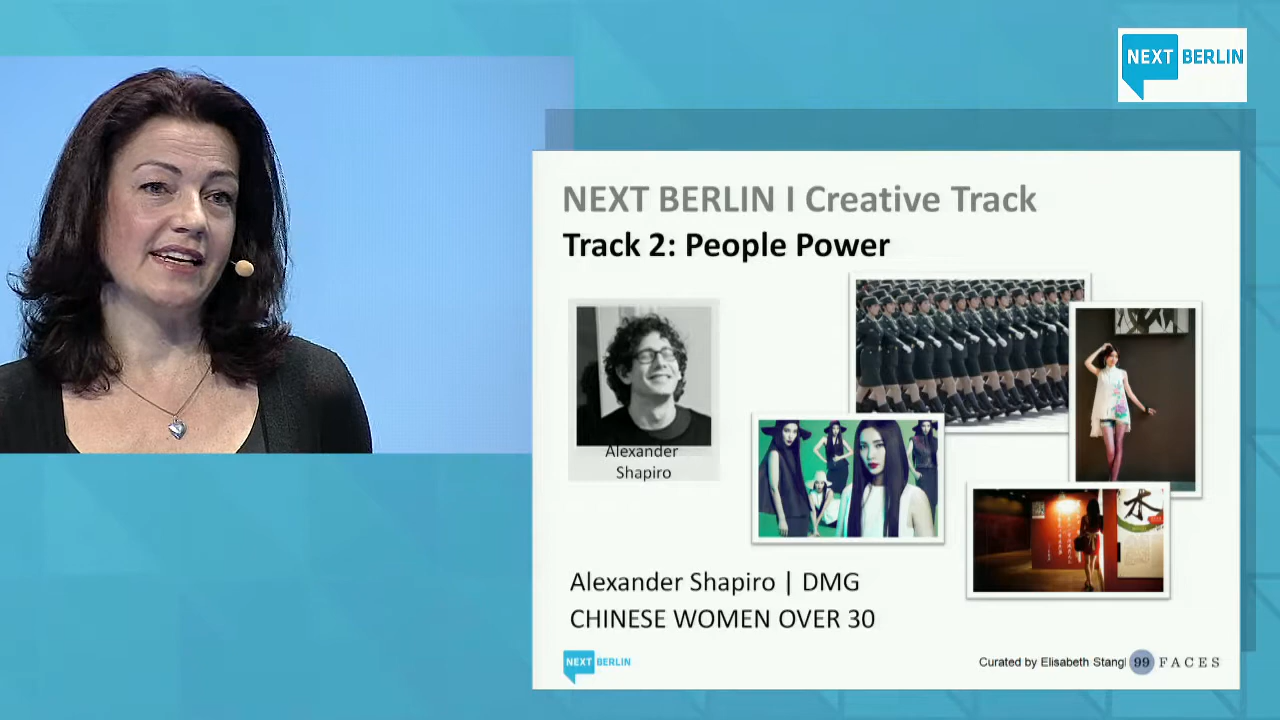 NEXT BERLIN
NEXT BERLIN I Creative Track
Track 2: People Power
Alexander
Shapiro
木
Alexander Shapiro | DMG
CHINESE WOMEN OVER 30
NEXT BERLIN
Curated by Elisabeth Stangl 99 FACES